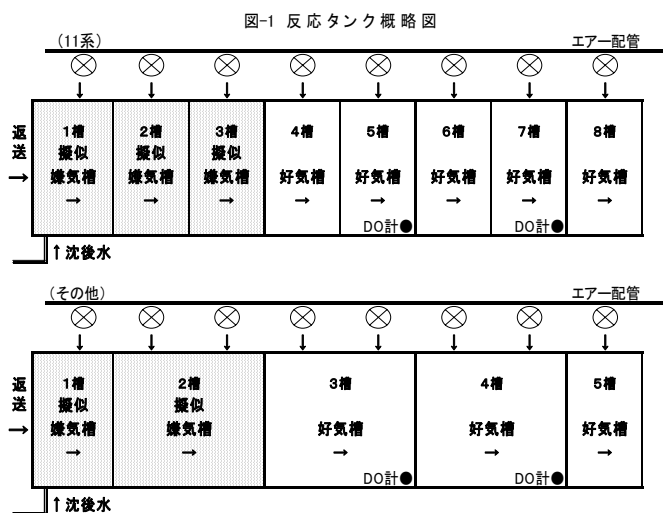 図-1 反応タンク概略図
(11系) エアー配管
1槽 2槽 3槽 4槽 5槽 6槽 7槽 8槽
返送 擬似 擬似 擬似
嫌気槽 嫌気槽 嫌気槽 好気槽 好気槽 好気槽 好気槽 好気槽
→ → → → → → → → →
DO計● DO計●
↑沈後水
(その他) エアー配管
1槽 2槽 3槽 4槽 5槽
返送 擬似 擬似
嫌気槽 嫌気槽 好気槽 好気槽 好気槽
→ → → → → →
DO計● DO計●
↑沈後水